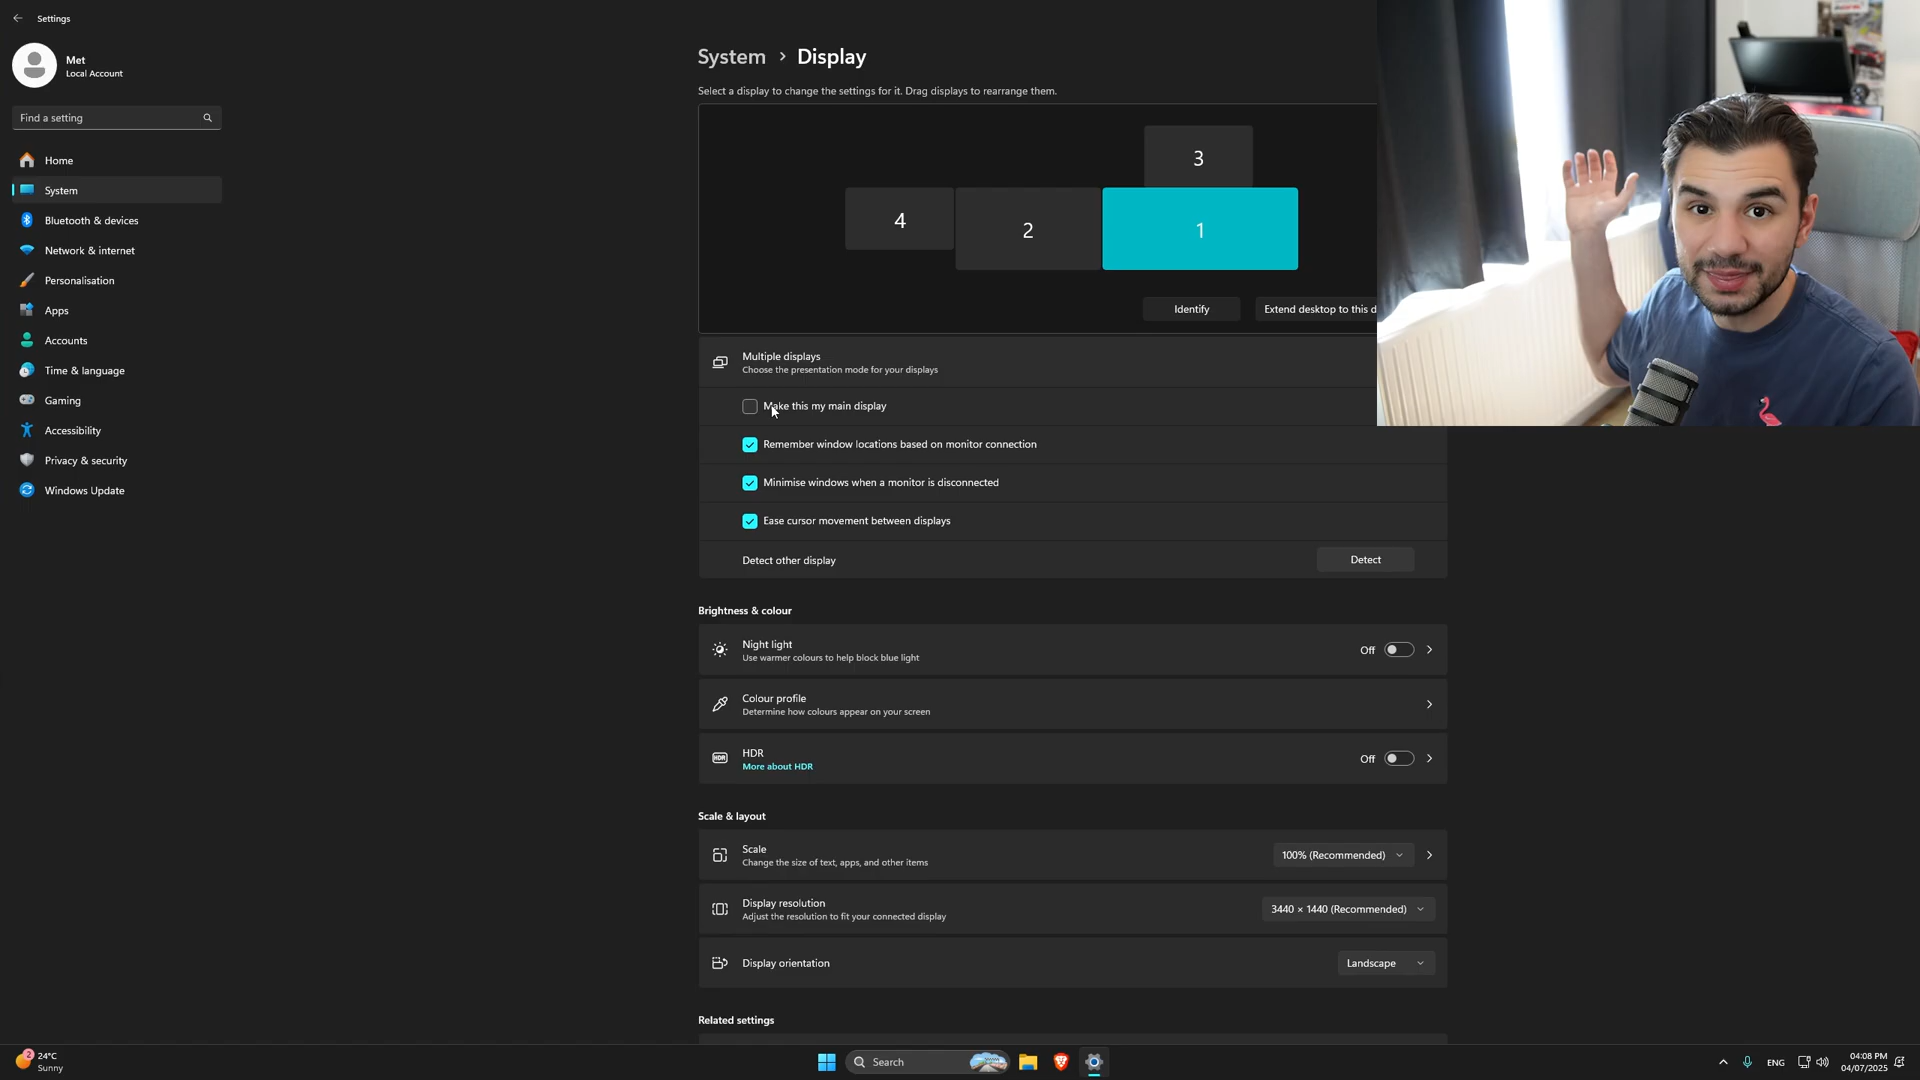 Settings
Met
Local Account
Find a setting
Home
System
Bluetooth & devices
Network & internet
Personalisation
Apps
Accounts
Time & language
Gaming
Accessibility
Privacy & security
Windows Update
System › Display
Select a display to change the settings for it. Drag displays to rearrange them.
3
4
2
1
Identify
Extend desktop to this d
Multiple displays
Choose the presentation mode for your displays
Make this my main display
Remember window locations based on monitor connection
Minimise windows when a monitor is disconnected
Ease cursor movement between displays
Detect other display
Detect
Brightness & colour
Night light
Use warmer colours to help block blue light
Off
Colour profile
Determine how colours appear on your screen
HDR
HDR
More about HDR
Off
Scale & layout
Scale
Change the size of text, apps, and other items
100% (Recommended)
Display resolution
Adjust the resolution to fit your connected display
3440 × 1440 (Recommended)
Display orientation
Landscape
Related settings
2
24°C
Sunny
Search
ENG
04:08 PM
04/07/2025